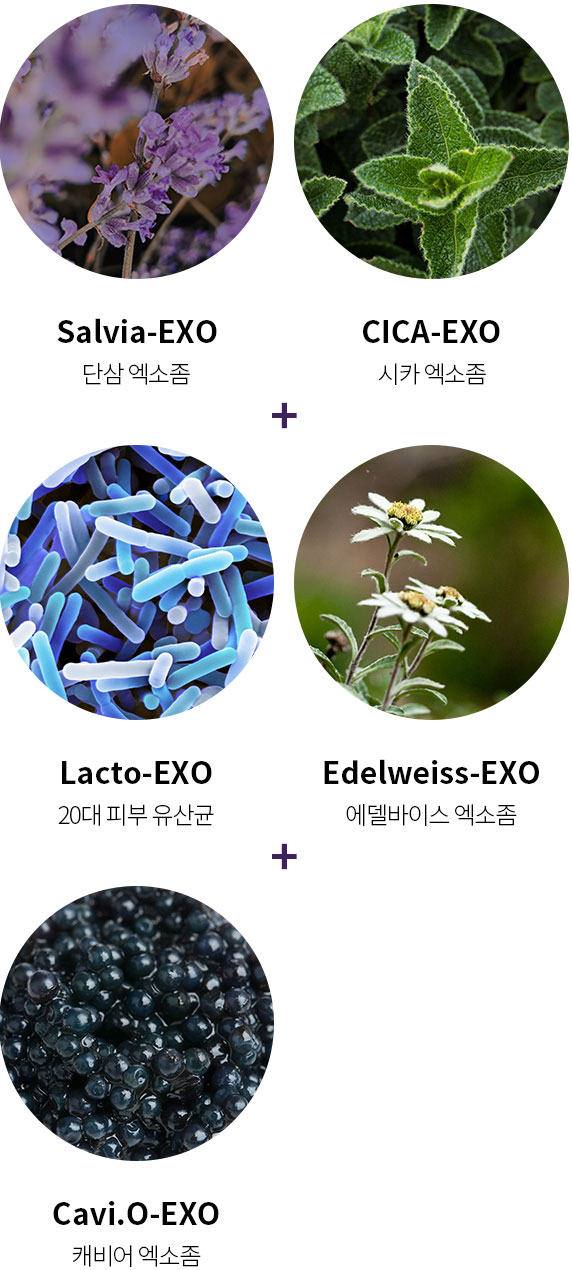 Salvia-EXO
단삼 엑소좀
CICA-EXO
시카 엑소좀
+
Lacto-EXO
20대 피부 유산균
Edelweiss-EXO
에델바이스 엑소좀
+
Cavi.O-EXO
캐비어 엑소좀